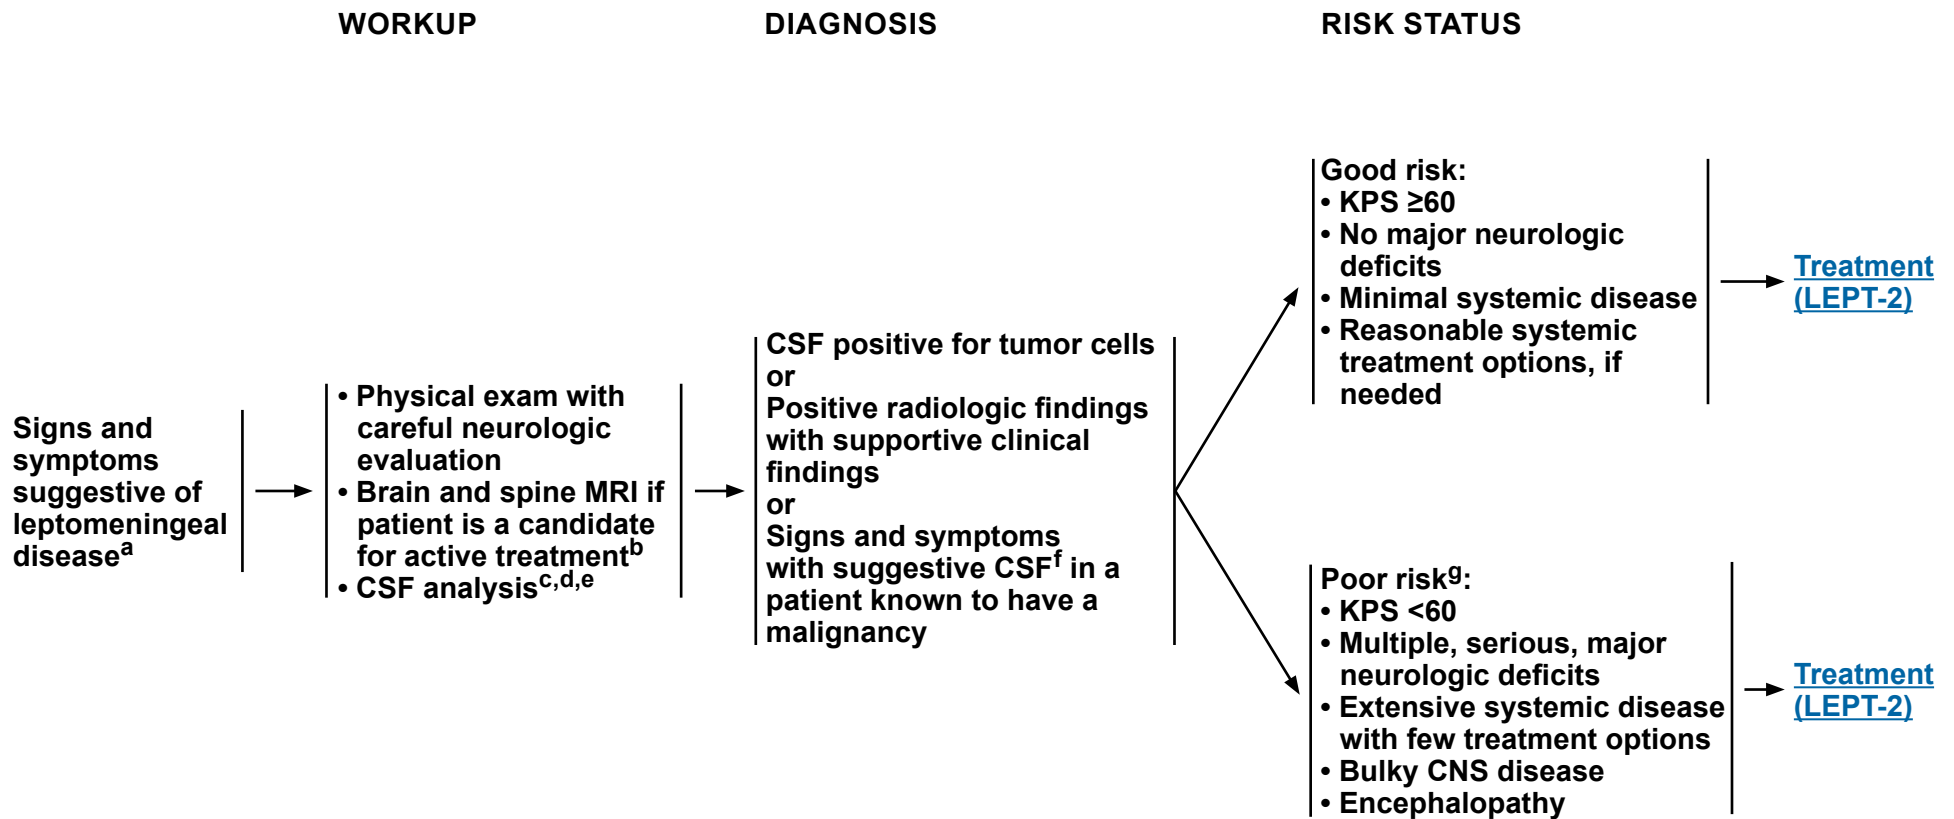 WORKUP
DIAGNOSIS
RISK STATUS
Signs and
symptoms
suggestive of
leptomeningeal
diseaseᵃ
• Physical exam with
careful neurologic
evaluation
• Brain and spine MRI if
patient is a candidate
for active treatmentᵇ
• CSF analysisᶜ,ᵈ,ᵉ
CSF positive for tumor cells
or
Positive radiologic findings
with supportive clinical
findings
or
Signs and symptoms
with suggestive CSFᶠ in a
patient known to have a
malignancy
Good risk:
• KPS ≥60
• No major neurologic
deficits
• Minimal systemic disease
• Reasonable systemic
treatment options, if
needed
Treatment
(LEPT-2)
Poor riskᵍ:
• KPS <60
• Multiple, serious, major
neurologic deficits
• Extensive systemic disease
with few treatment options
• Bulky CNS disease
• Encephalopathy
Treatment
(LEPT-2)